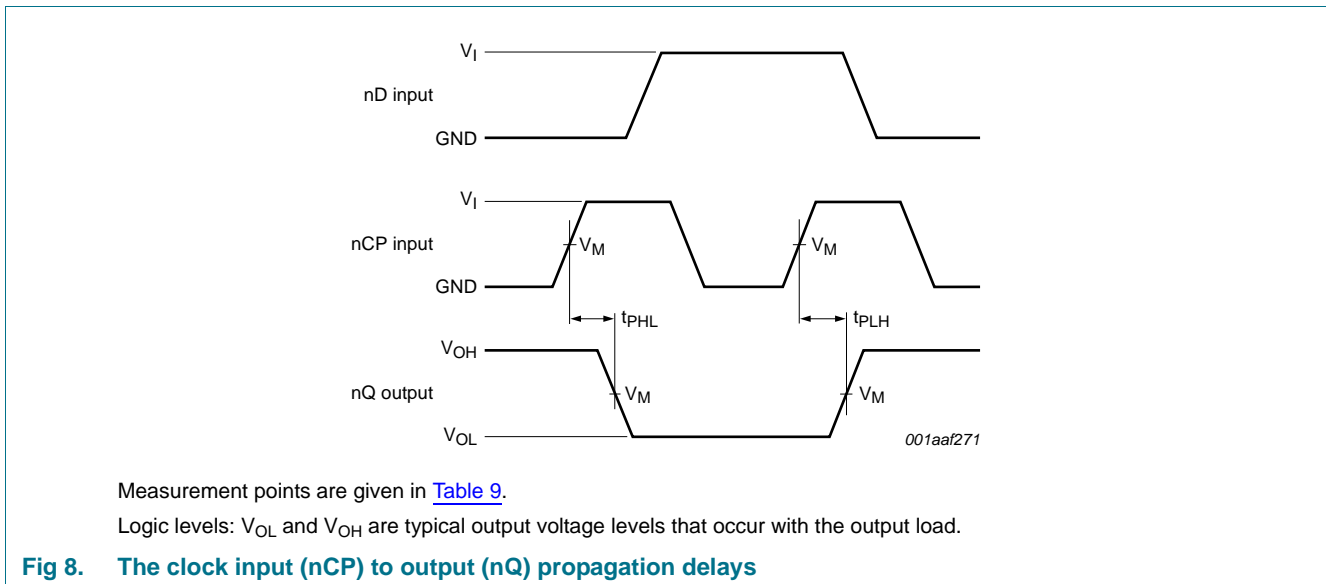 VI
nD input
GND
VI
nCP input
VM
VM
GND
tPHL
tPLH
VOH
nQ output
VM
VM
VOL
001aaf271
Measurement points are given in Table 9.
Logic levels: VOL and VOH are typical output voltage levels that occur with the output load.
Fig 8. The clock input (nCP) to output (nQ) propagation delays